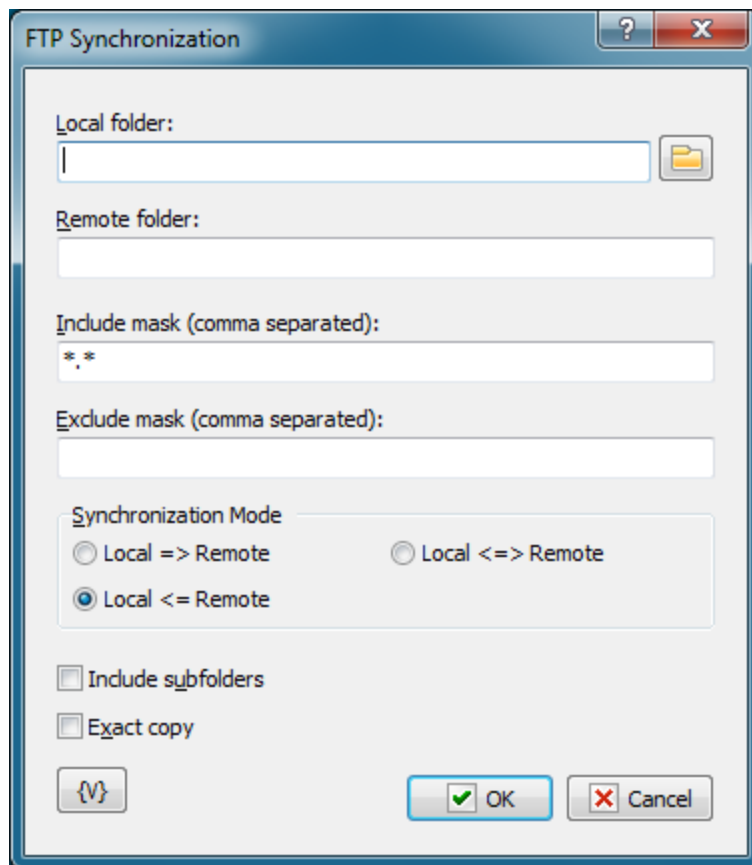 FTP Synchronization
?
Local folder:
Remote folder:
Include mask (comma separated):
*.*
Exclude mask (comma separated):
Synchronization Mode
Local => Remote
Local <=> Remote
Local <= Remote
Include subfolders
Exact copy
{V}
OK
Cancel